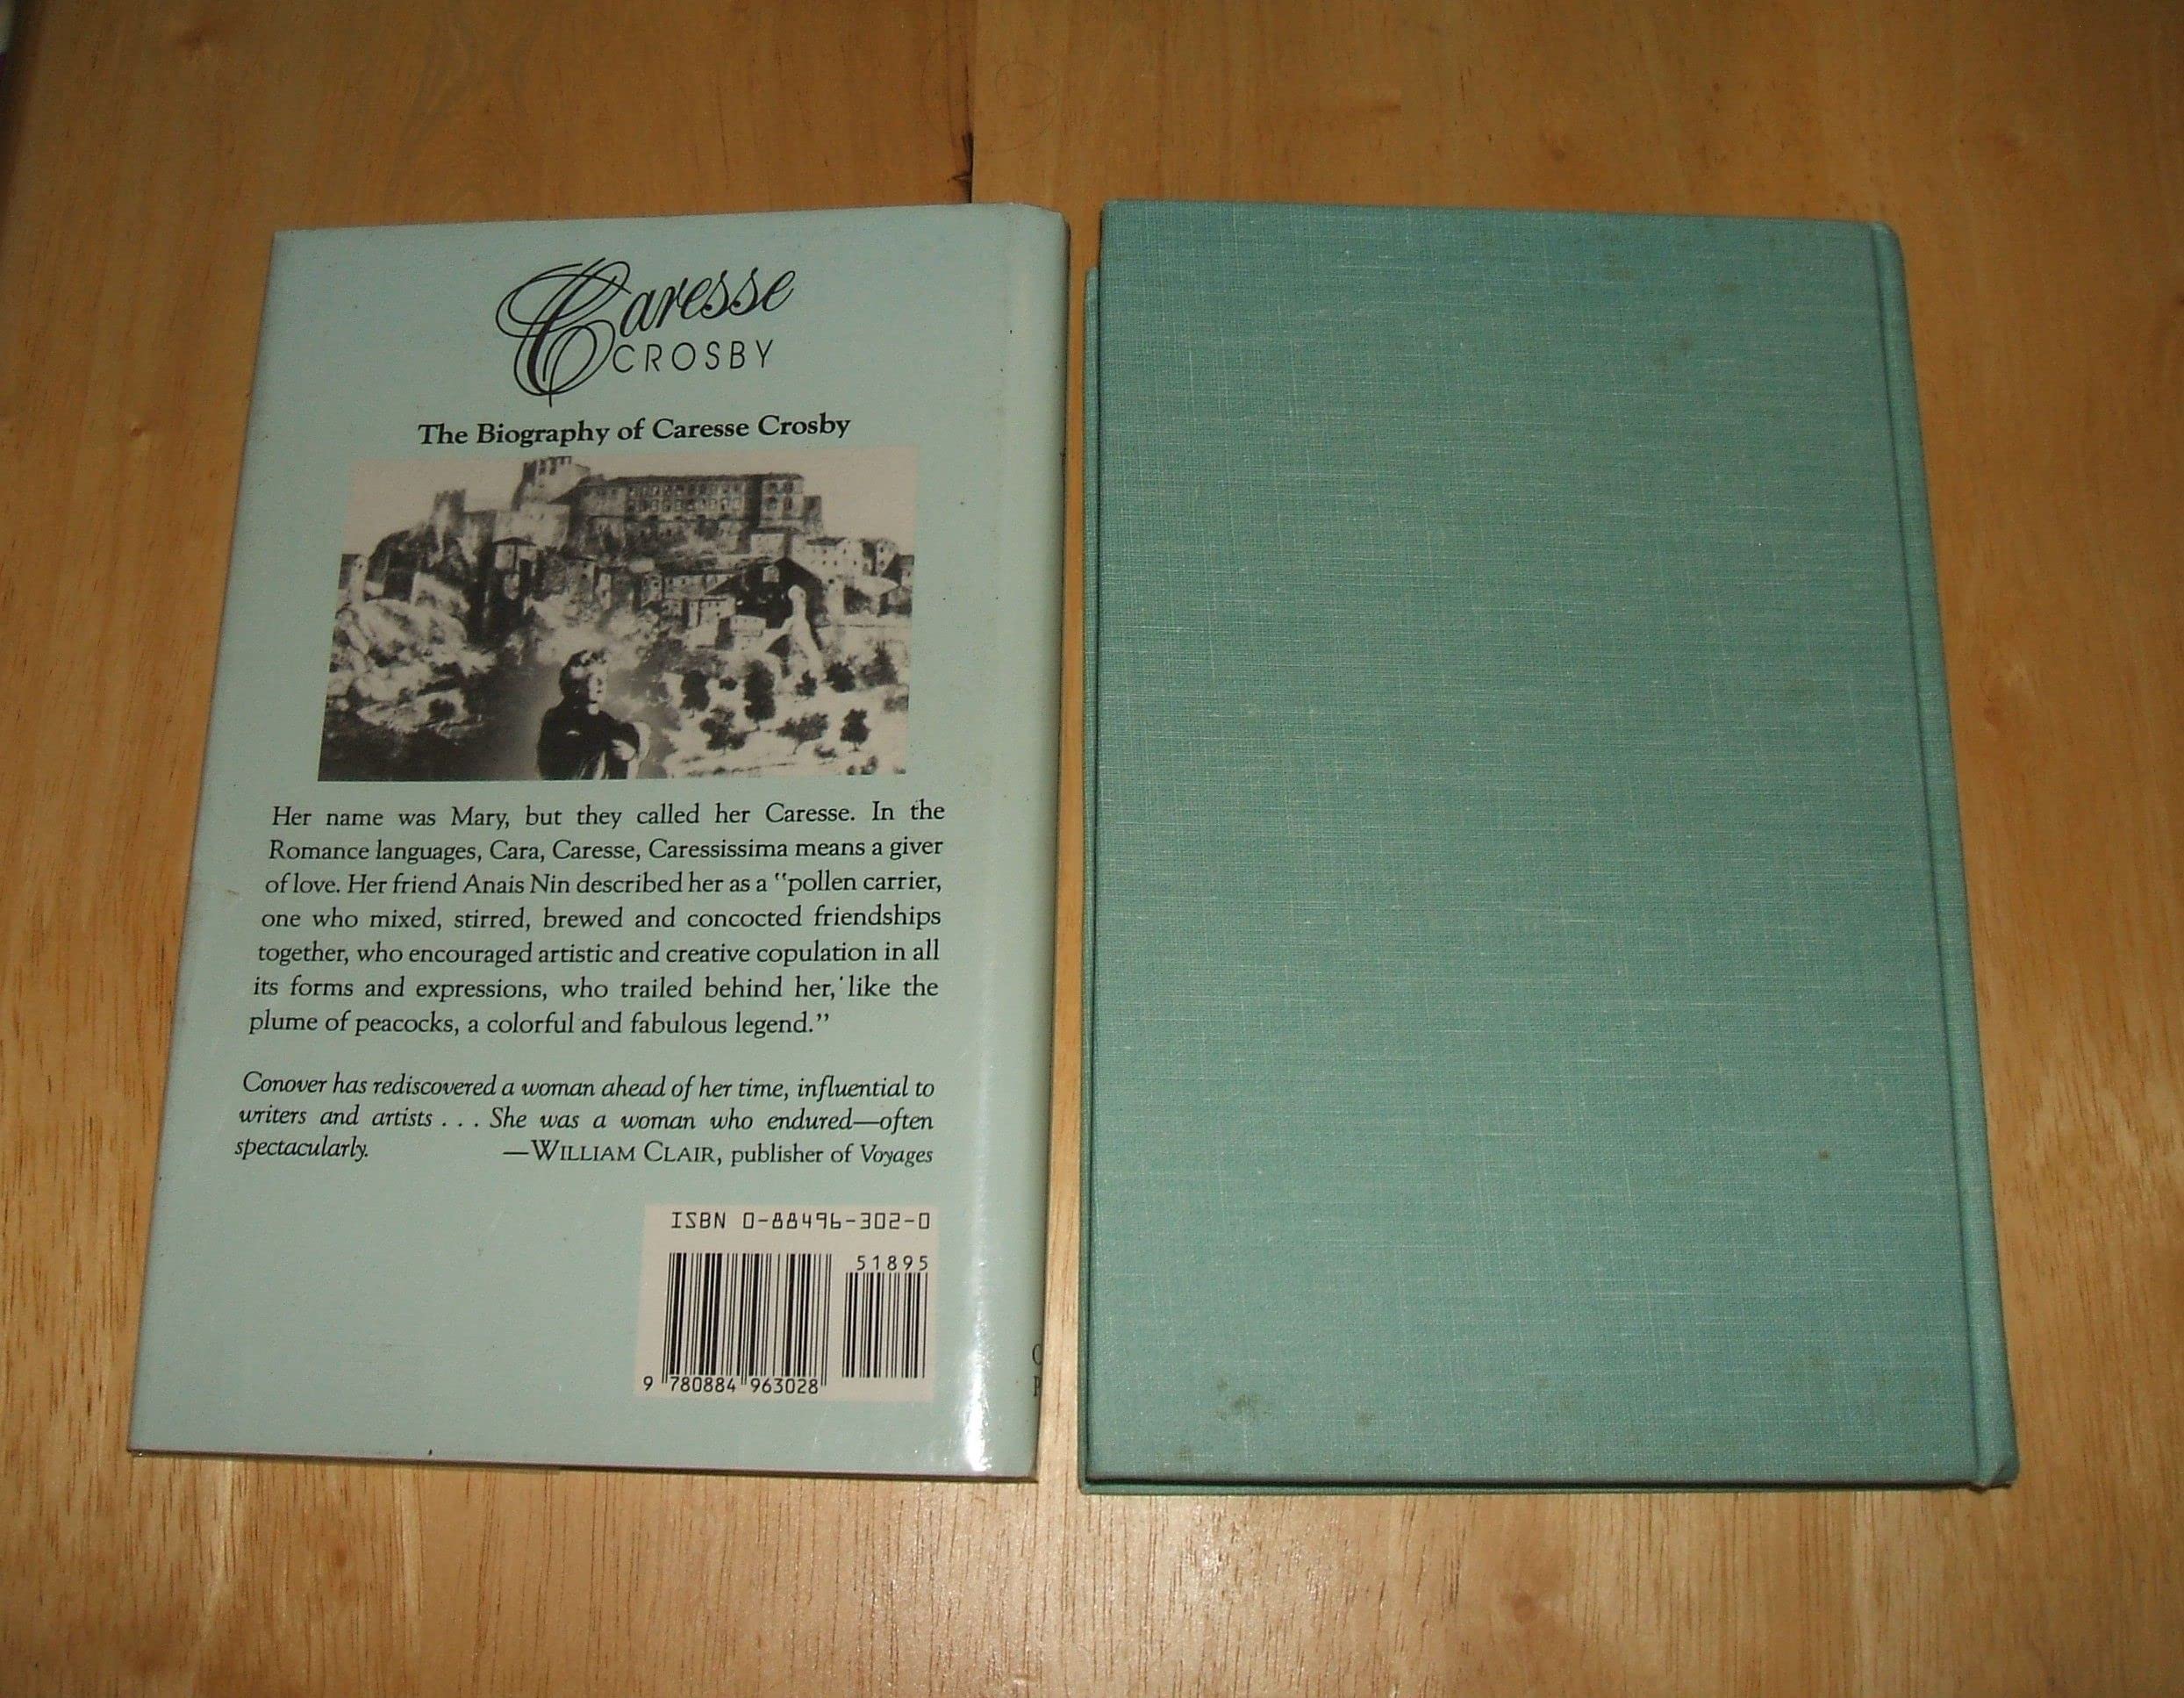 Caresse
CROSBY
The Biography of Caresse Crosby
Her name was Mary, but they called her Caresse. In the
Romance languages, Cara, Caresse, Caressissima means a giver
of love. Her friend Anais Nin described her as a "pollen carrier,
one who mixed, stirred, brewed and concocted friendships
together, who encouraged artistic and creative copulation in all
its forms and expressions, who trailed behind her, like the
plume of peacocks, a colorful and fabulous legend."
Conover has rediscovered a woman ahead of her time, influential to
writers and artists . . . She was a woman who endured—often
spectacularly. —WILLIAM CLAIR, publisher of Voyages
ISBN 0-88496-302-0
51895
9 780884 963028